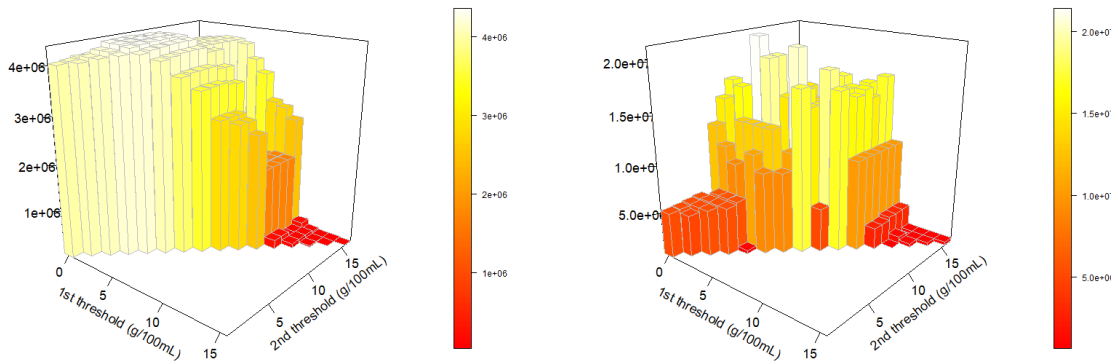 4e+06
3e+06
2e+06
1e+06
0
5
10
15
1st threshold (g/100mL)
5
10
15
2nd threshold (g/100mL)
4e+06
3e+06
2e+06
1e+06
2.0e+07
1.5e+07
1.0e+07
5.0e+06
0
5
10
15
1st threshold (g/100mL)
5
10
15
2nd threshold (g/100mL)
2.0e+07
1.5e+07
1.0e+07